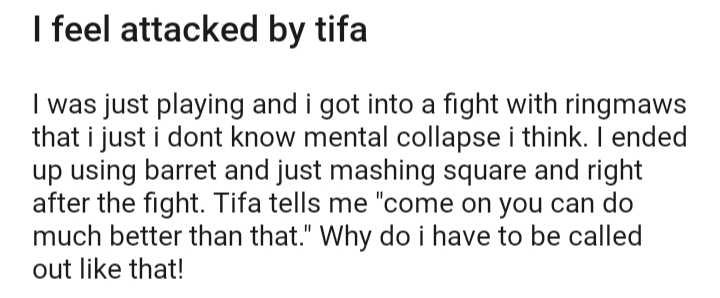 I feel attacked by tifa
I was just playing and i got into a fight with ringmaws
that i just i dont know mental collapse i think. I ended
up using barret and just mashing square and right
after the fight. Tifa tells me "come on you can do
much better than that." Why do i have to be called
out like that!